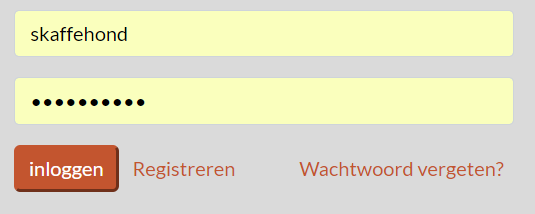 skaffehond
••••••••••
inloggen Registreren Wachtwoord vergeten?